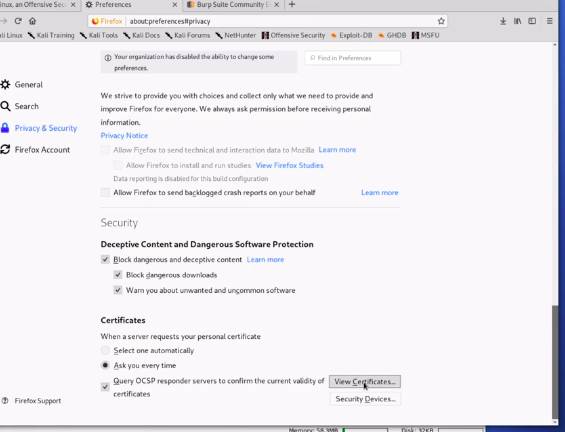 inux, an Offensive Sec
Preferences
Burp Suite Community E
Firefox
about:preferences#privacy
ali Linux
Kali Training
Kali Tools
Kali Docs
Kali Forums
NetHunter
Offensive Security
Exploit-DB
GHDB
MSFU
Your organization has disabled the ability to change some
preferences.
Find in Preferences
General
Search
Privacy & Security
Firefox Account
We strive to provide you with choices and collect only what we need to provide and
improve Firefox for everyone. We always ask permission before receiving personal
information.
Privacy Notice
Allow Firefox to send technical and interaction data to Mozilla Learn more
Allow Firefox to install and run studies View Firefox Studies
Data reporting is disabled for this build configuration
Allow Firefox to send backlogged crash reports on your behalf Learn more
Security
Deceptive Content and Dangerous Software Protection
Block dangerous and deceptive content Learn more
Block dangerous downloads
Warn you about unwanted and uncommon software
Certificates
When a server requests your personal certificate
Select one automatically
Ask you every time
Query OCSP responder servers to confirm the current validity of
certificates
View Certificates...
Security Devices...
Firefox Support
Memory: 58.3MB
Disk: 32KB